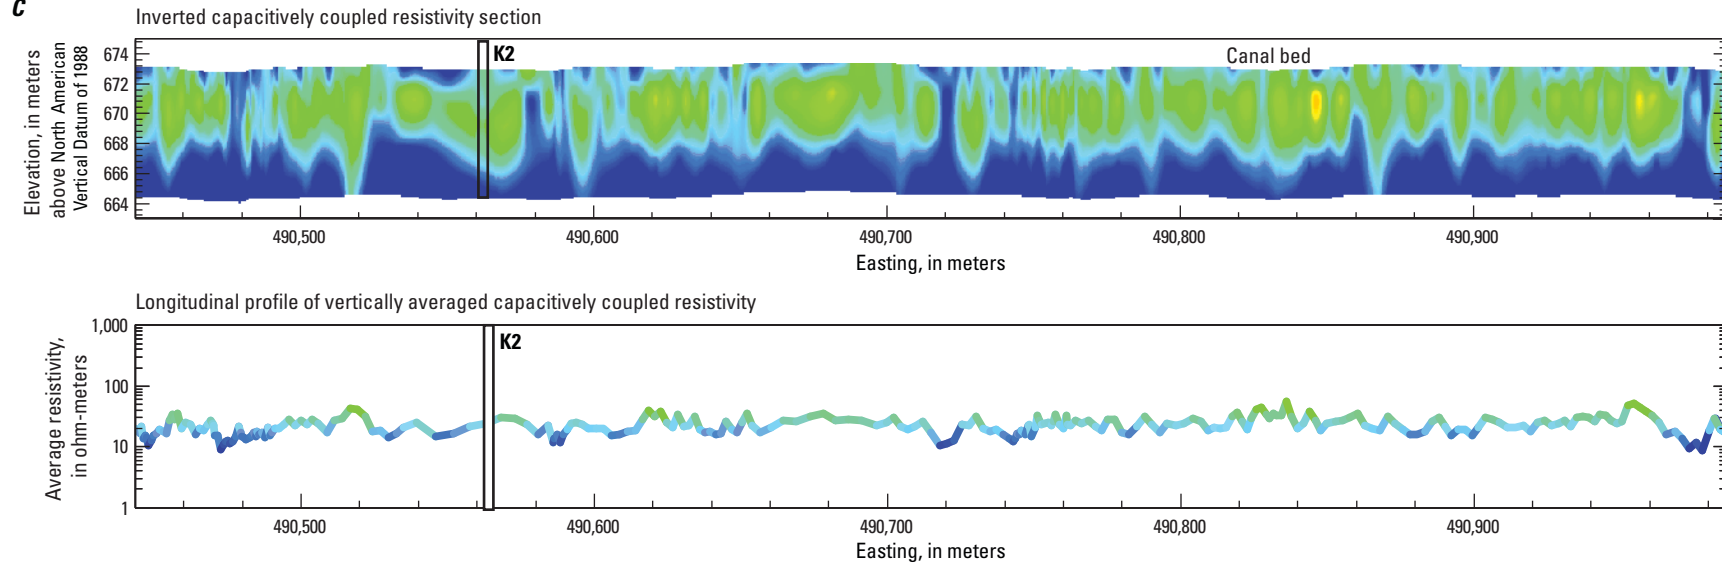 C
Inverted capacitively coupled resistivity section
Elevation, in meters
above North American
Vertical Datum of 1988
674
672
670
668
666
664
K2
Canal bed
490,500
490,600
490,700
490,800
490,900
Easting, in meters
Longitudinal profile of vertically averaged capacitively coupled resistivity
Average resistivity,
in ohm-meters
1,000
100
10
1
K2
490,500
490,600
490,700
490,800
490,900
Easting, in meters